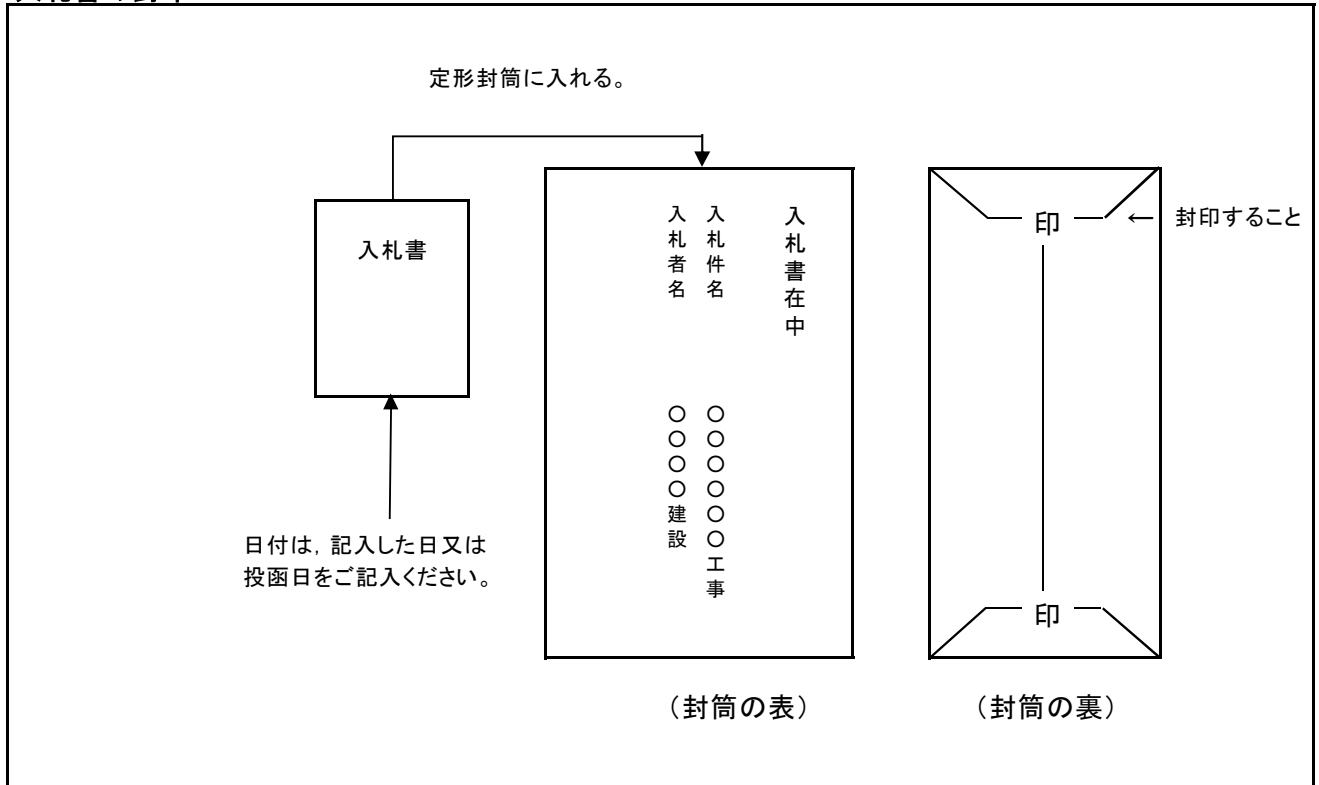 定形封筒に入れる。
入札書
日付は，記入した日又は
投函日をご記入ください。
入札書在中
入札件名　○○○○○○工事
入札者名　○○○○建設
（封筒の表）
印
← 封印すること
印
（封筒の裏）